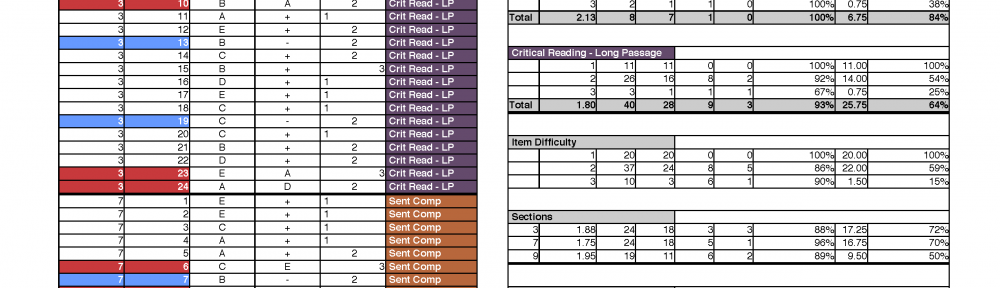 3 10 B A 2 Crit Read - LP
3 11 A + 1 Crit Read - LP
3 12 E + 2 Crit Read - LP
3 13 B - 2 Crit Read - LP
3 14 C + 2 Crit Read - LP
3 15 B + 3 Crit Read - LP
3 16 D + 1 Crit Read - LP
3 17 E + 1 Crit Read - LP
3 18 C + 1 Crit Read - LP
3 19 C - 2 Crit Read - LP
3 20 C + 1 Crit Read - LP
3 21 B + 2 Crit Read - LP
3 22 D + 2 Crit Read - LP
3 23 E A 3 Crit Read - LP
3 24 A D 2 Crit Read - LP
7 1 E + 1 Sent Comp
7 2 E + 1 Sent Comp
7 3 C + 1 Sent Comp
7 4 A + 1 Sent Comp
7 5 A + 2 Sent Comp
7 6 C E 3 Sent Comp
7 7 B - 2 Sent Comp
3 2 1 1 0 100% 0.75 38%
Total 2.13 8 7 1 0 100% 6.75 84%
Critical Reading - Long Passage
1 11 11 0 0 100% 11.00 100%
2 26 16 8 2 92% 14.00 54%
3 3 1 1 1 67% 0.75 25%
Total 1.80 40 28 9 3 93% 25.75 64%
Item Difficulty
1 20 20 0 0 100% 20.00 100%
2 37 24 8 5 86% 22.00 59%
3 10 3 6 1 90% 1.50 15%
Sections
3 1.88 24 18 3 3 88% 17.25 72%
7 1.75 24 18 5 1 96% 16.75 70%
9 1.95 19 11 6 2 89% 9.50 50%